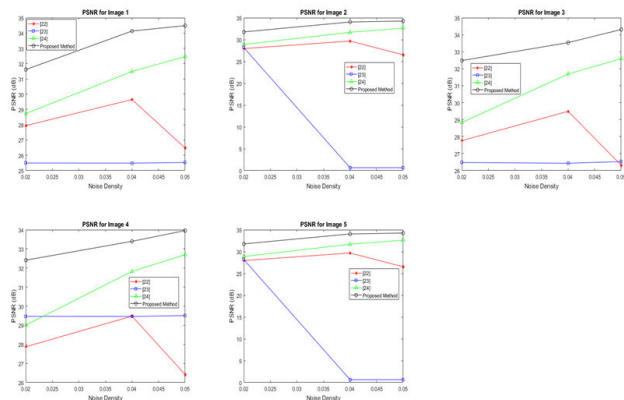 PSNR for Image 1
35
34
33
32
31
30
29
28
27
26
25
0.02 0.025 0.03 0.035 0.04 0.045 0.05
Noise Density
PSNR (dB)
[22]
[23]
[24]
Proposed Method
PSNR for Image 2
35
30
25
20
15
10
5
0
0.02 0.025 0.03 0.035 0.04 0.045 0.05
Noise Density
PSNR (dB)
[22]
[23]
[24]
Proposed Method
PSNR for Image 3
35
34
33
32
31
30
29
28
27
26
0.02 0.025 0.03 0.035 0.04 0.045 0.05
Noise Density
PSNR (dB)
[22]
[23]
[24]
Proposed Method
PSNR for Image 4
34
33
32
31
30
29
28
27
26
0.02 0.025 0.03 0.035 0.04 0.045 0.05
Noise Density
PSNR (dB)
[22]
[23]
[24]
Proposed Method
PSNR for Image 5
35
30
25
20
15
10
5
0
0.02 0.025 0.03 0.035 0.04 0.045 0.05
Noise Density
PSNR (dB)
[22]
[23]
[24]
Proposed Method